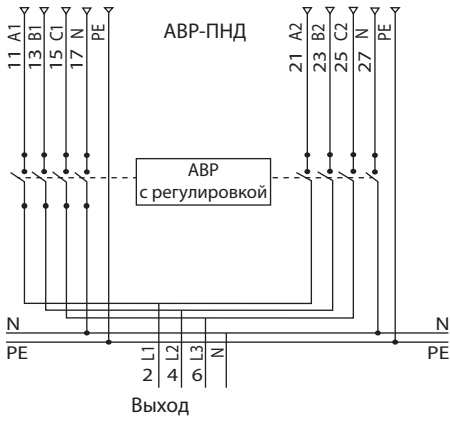 АВР-ПНД
11 A1
13 B1
15 C1
17 N
PE
21 A2
23 B2
25 C2
27 N
PE
АВР
с регулировкой
N
N
PE
PE
2 L1
4 L2
6 L3
N
Выход